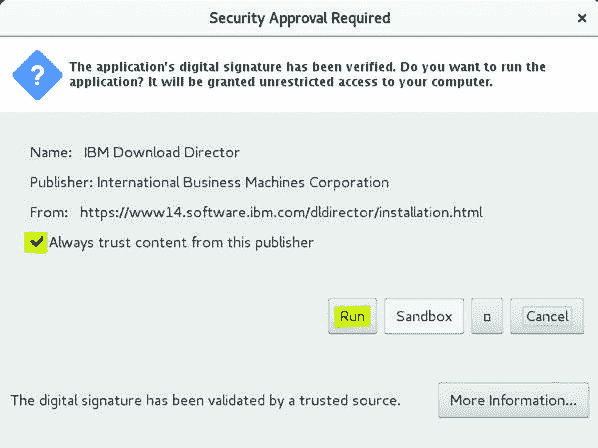 Security Approval Required
×
?
The application's digital signature has been verified. Do you want to run the
application? It will be granted unrestricted access to your computer.
Name: IBM Download Director
Publisher: International Business Machines Corporation
From: https://www14.software.ibm.com/dldirector/installation.html
Always trust content from this publisher
Run Sandbox Cancel
The digital signature has been validated by a trusted source. More Information...